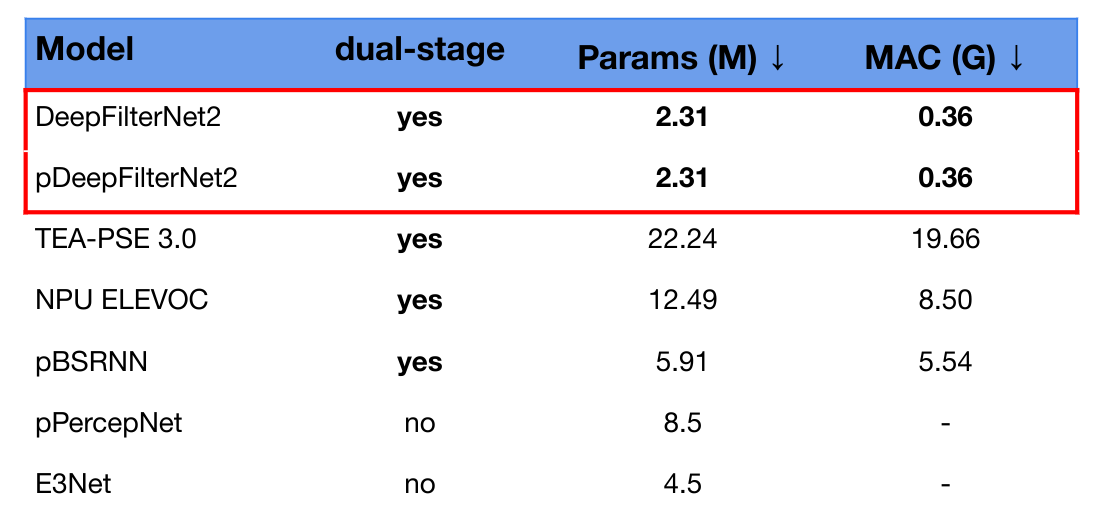 Model dual-stage Params (M) ↓ MAC (G) ↓
DeepFilterNet2 yes 2.31 0.36
pDeepFilterNet2 yes 2.31 0.36
TEA-PSE 3.0 yes 22.24 19.66
NPU ELEVOC yes 12.49 8.50
pBSRNN yes 5.91 5.54
pPercepNet no 8.5 -
E3Net no 4.5 -